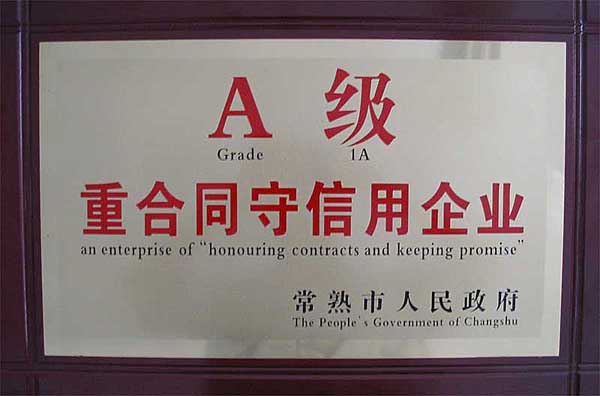 A 级
Grade 1A
重合同守信用企业
an enterprise of "honouring contracts and keeping promise"
常熟市人民政府
The People's Government of Changshu